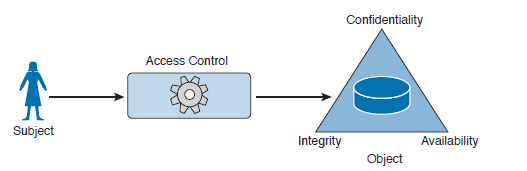 Confidentiality
Access Control
Subject
Integrity
Availability
Object